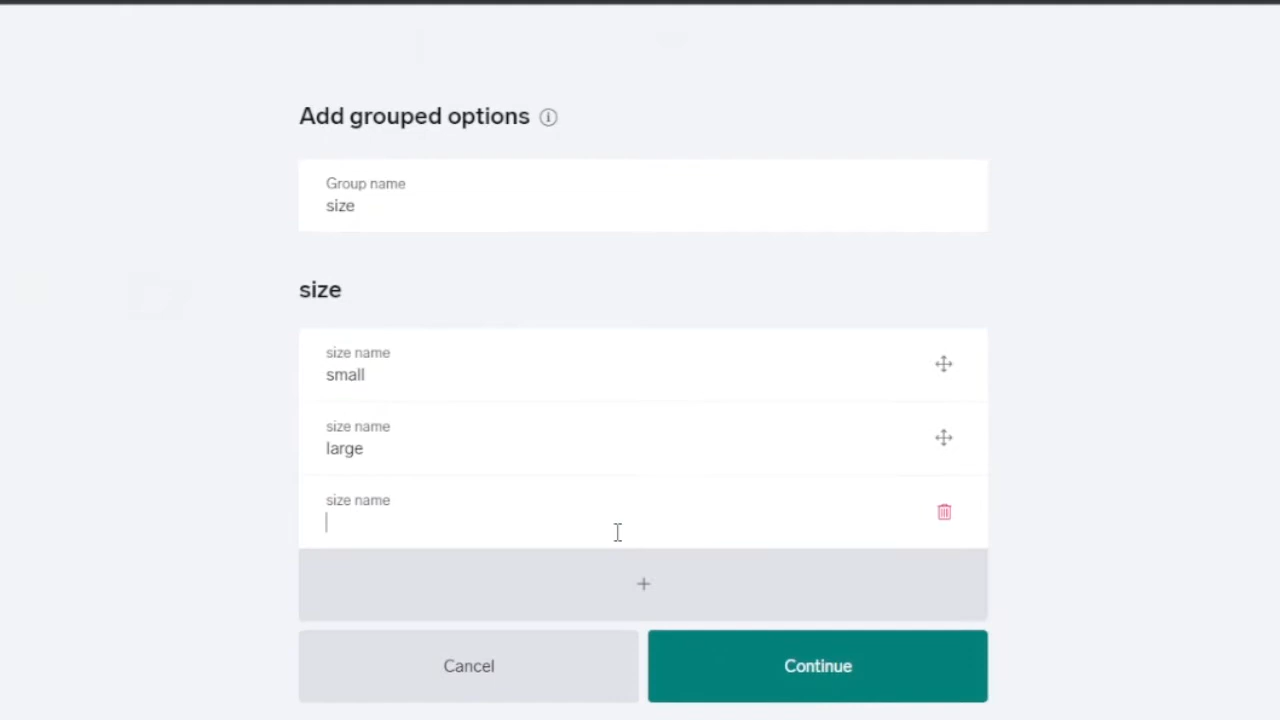 Add grouped options
Group name
size
size
size name
small
size name
large
size name
+
Cancel
Continue